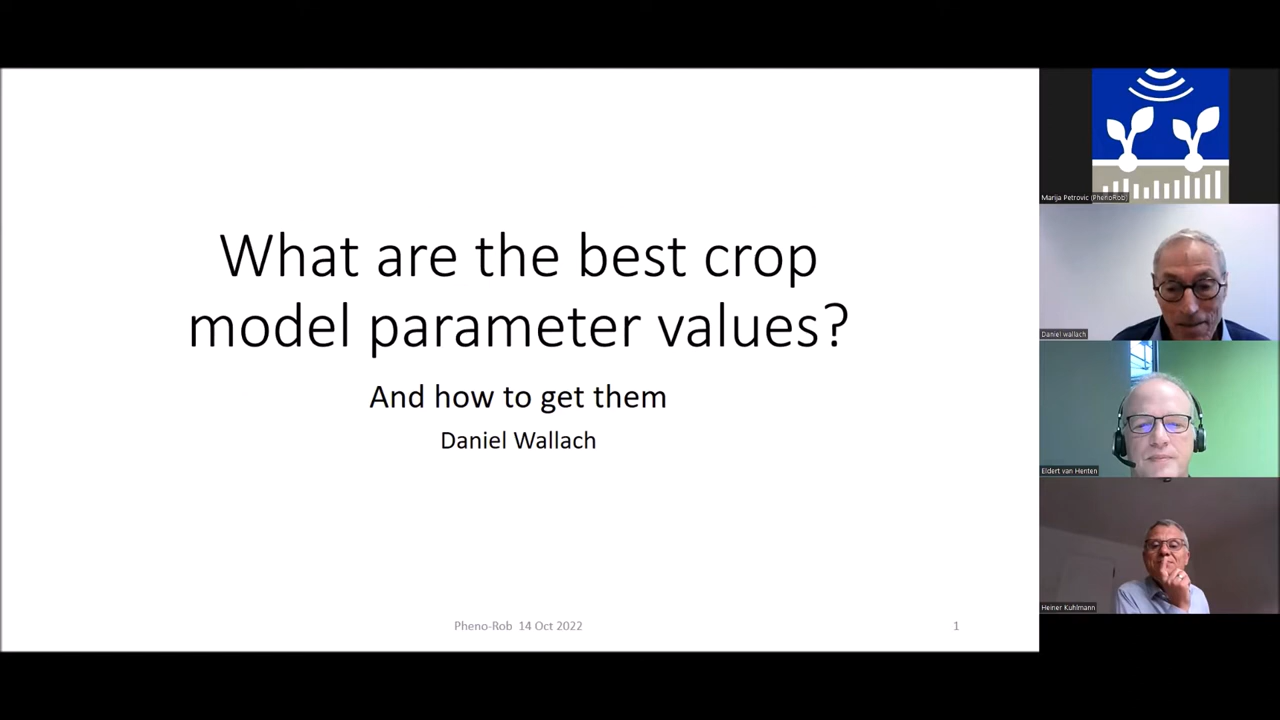 What are the best crop
model parameter values?
And how to get them
Daniel Wallach
Pheno-Rob 14 Oct 2022
1
Marija Petrovic (PhenoRob)
Daniel wallach
Eldert van Henten
Heiner Kuhlmann